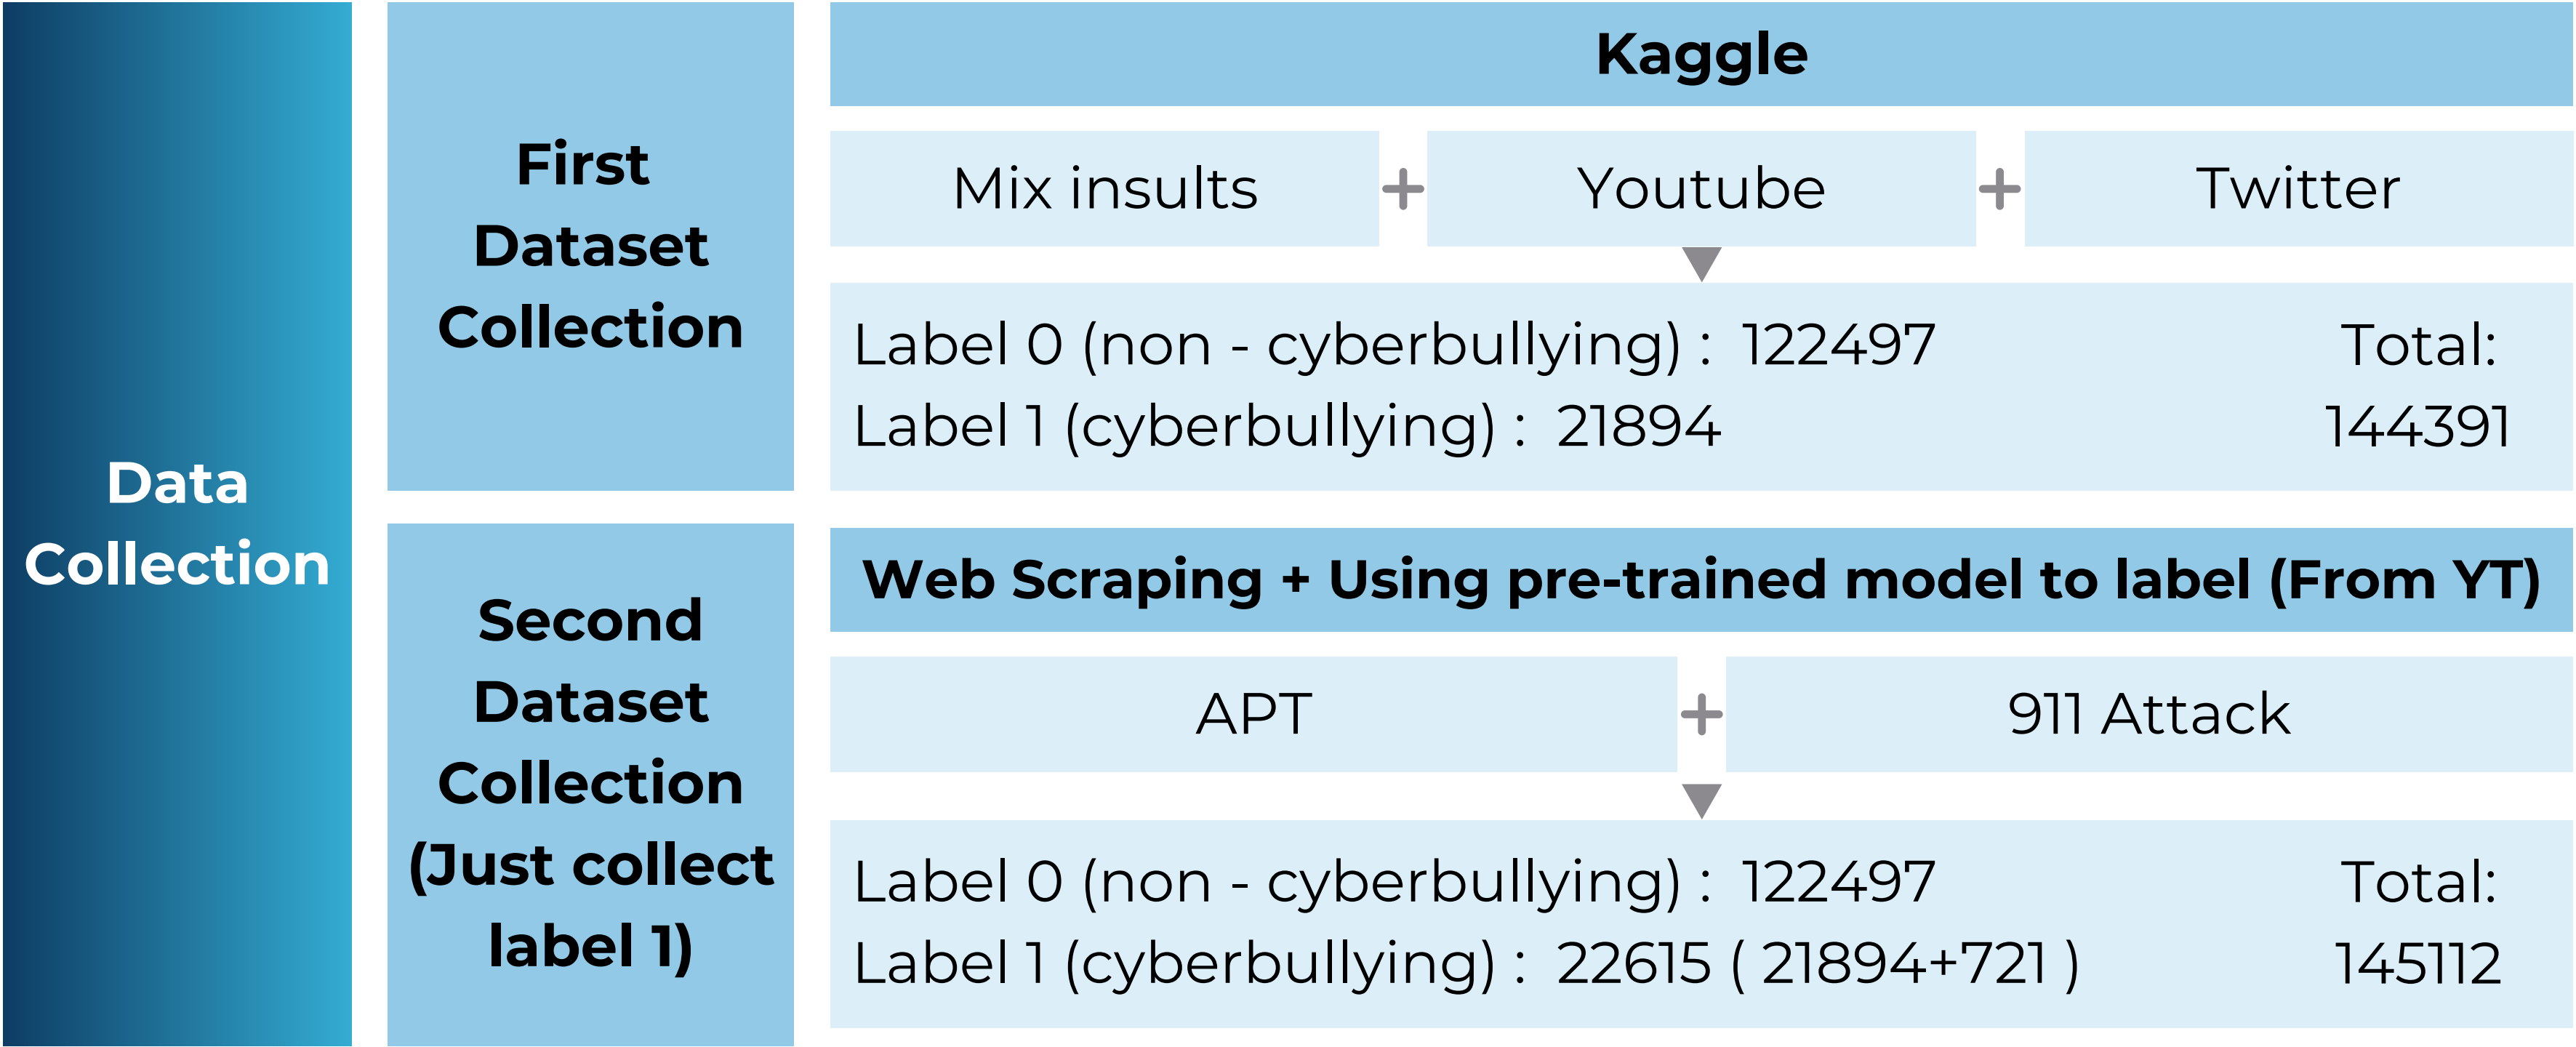 Data
Collection
First
Dataset
Collection
Kaggle
Mix insults + Youtube + Twitter
Label 0 (non - cyberbullying) : 122497
Label 1 (cyberbullying) : 21894
Total:
144391
Second
Dataset
Collection
(Just collect
label 1)
Web Scraping + Using pre-trained model to label (From YT)
APT + 911 Attack
Label 0 (non - cyberbullying) : 122497
Label 1 (cyberbullying) : 22615 ( 21894+721 )
Total:
145112